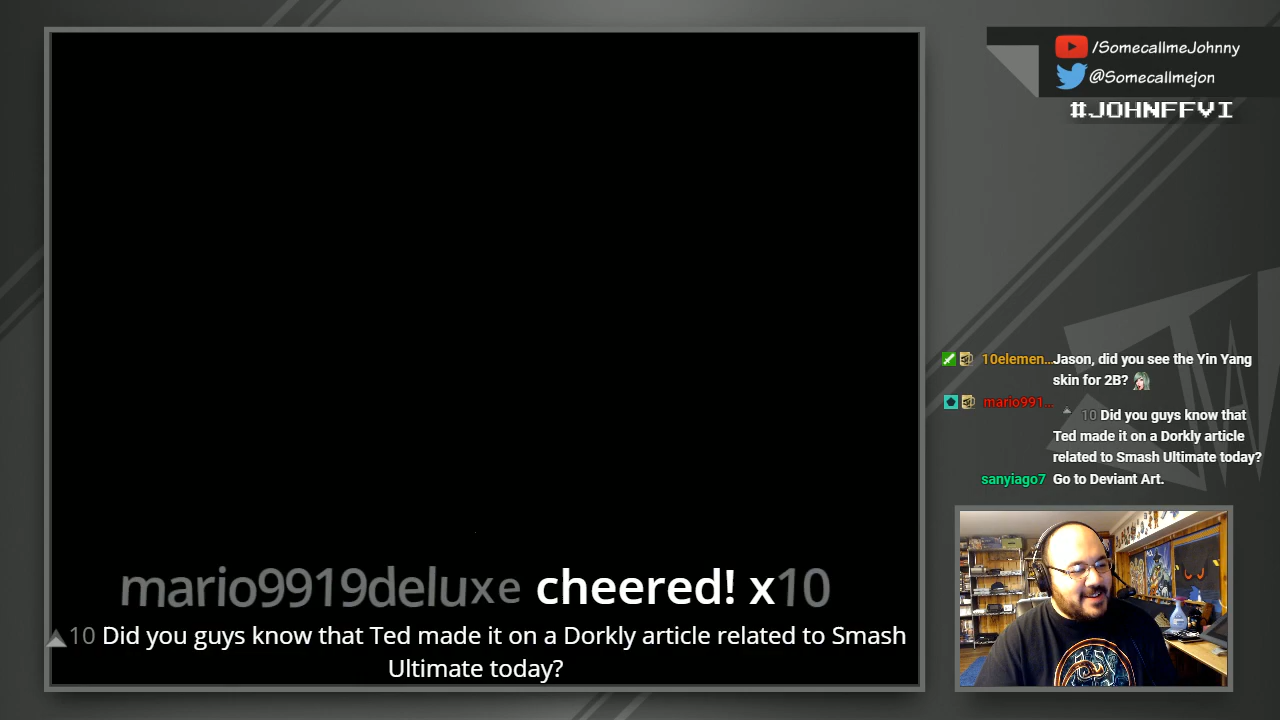 /SomecallmeJohnny
@Somecallmejon
#JOHNFFVI
10elemen... Jason, did you see the Yin Yang
skin for 2B?
mario991... 10 Did you guys know that
Ted made it on a Dorkly article
related to Smash Ultimate today?
sanyiago7 Go to Deviant Art.
mario9919deluxe cheered! x10
10 Did you guys know that Ted made it on a Dorkly article related to Smash
Ultimate today?